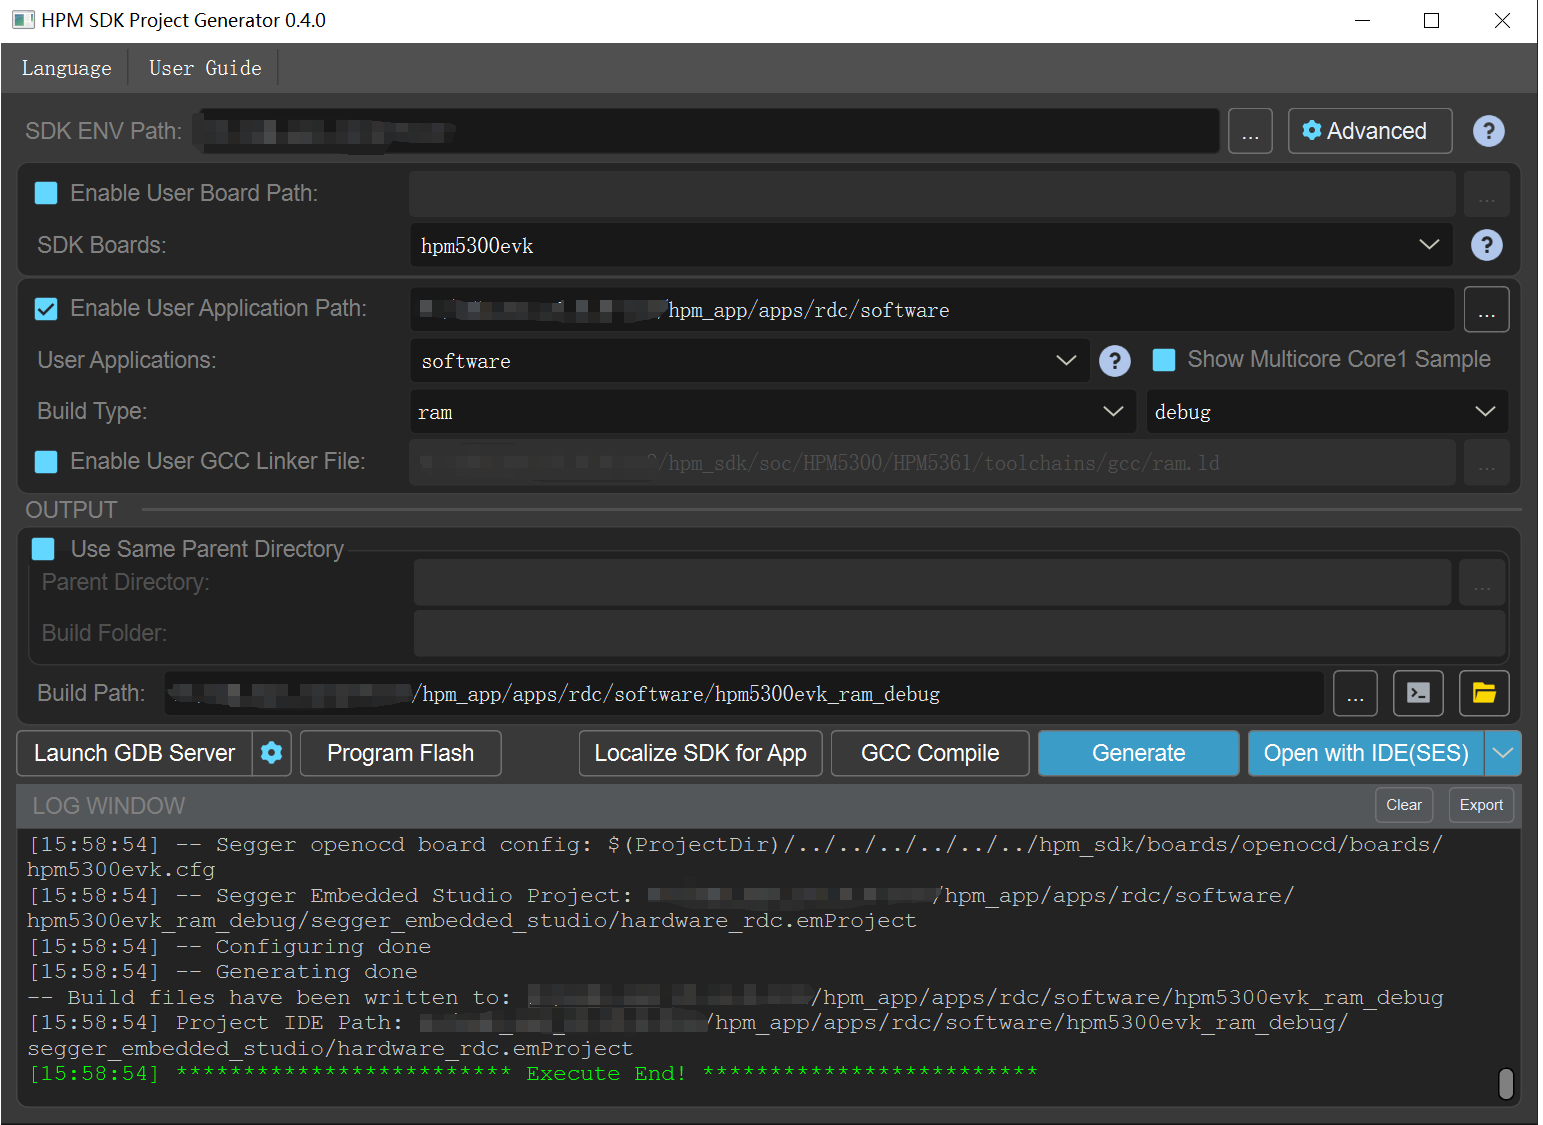 HPM SDK Project Generator 0.4.0
Language User Guide
SDK ENV Path: ... Advanced ?
Enable User Board Path: ...
SDK Boards: hpm5300evk ?
Enable User Application Path: /hpm_app/apps/rdc/software ...
User Applications: software ? Show Multicore Core1 Sample
Build Type: ram debug
Enable User GCC Linker File: /hpm_sdk/soc/HPM5300/HPM5361/toolchains/gcc/ram.ld ...
OUTPUT
Use Same Parent Directory
Parent Directory: ...
Build Folder:
Build Path: /hpm_app/apps/rdc/software/hpm5300evk_ram_debug ...
Launch GDB Server Program Flash Localize SDK for App GCC Compile Generate Open with IDE(SES)
LOG WINDOW Clear Export
[15:58:54] -- Segger openocd board config: $(ProjectDir)/../../../../../../hpm_sdk/boards/openocd/boards/
hpm5300evk.cfg
[15:58:54] -- Segger Embedded Studio Project: /hpm_app/apps/rdc/software/
hpm5300evk_ram_debug/segger_embedded_studio/hardware_rdc.emProject
[15:58:54] -- Configuring done
[15:58:54] -- Generating done
-- Build files have been written to: /hpm_app/apps/rdc/software/hpm5300evk_ram_debug
[15:58:54] Project IDE Path: /hpm_app/apps/rdc/software/hpm5300evk_ram_debug/
segger_embedded_studio/hardware_rdc.emProject
[15:58:54] ************************* Execute End! *************************